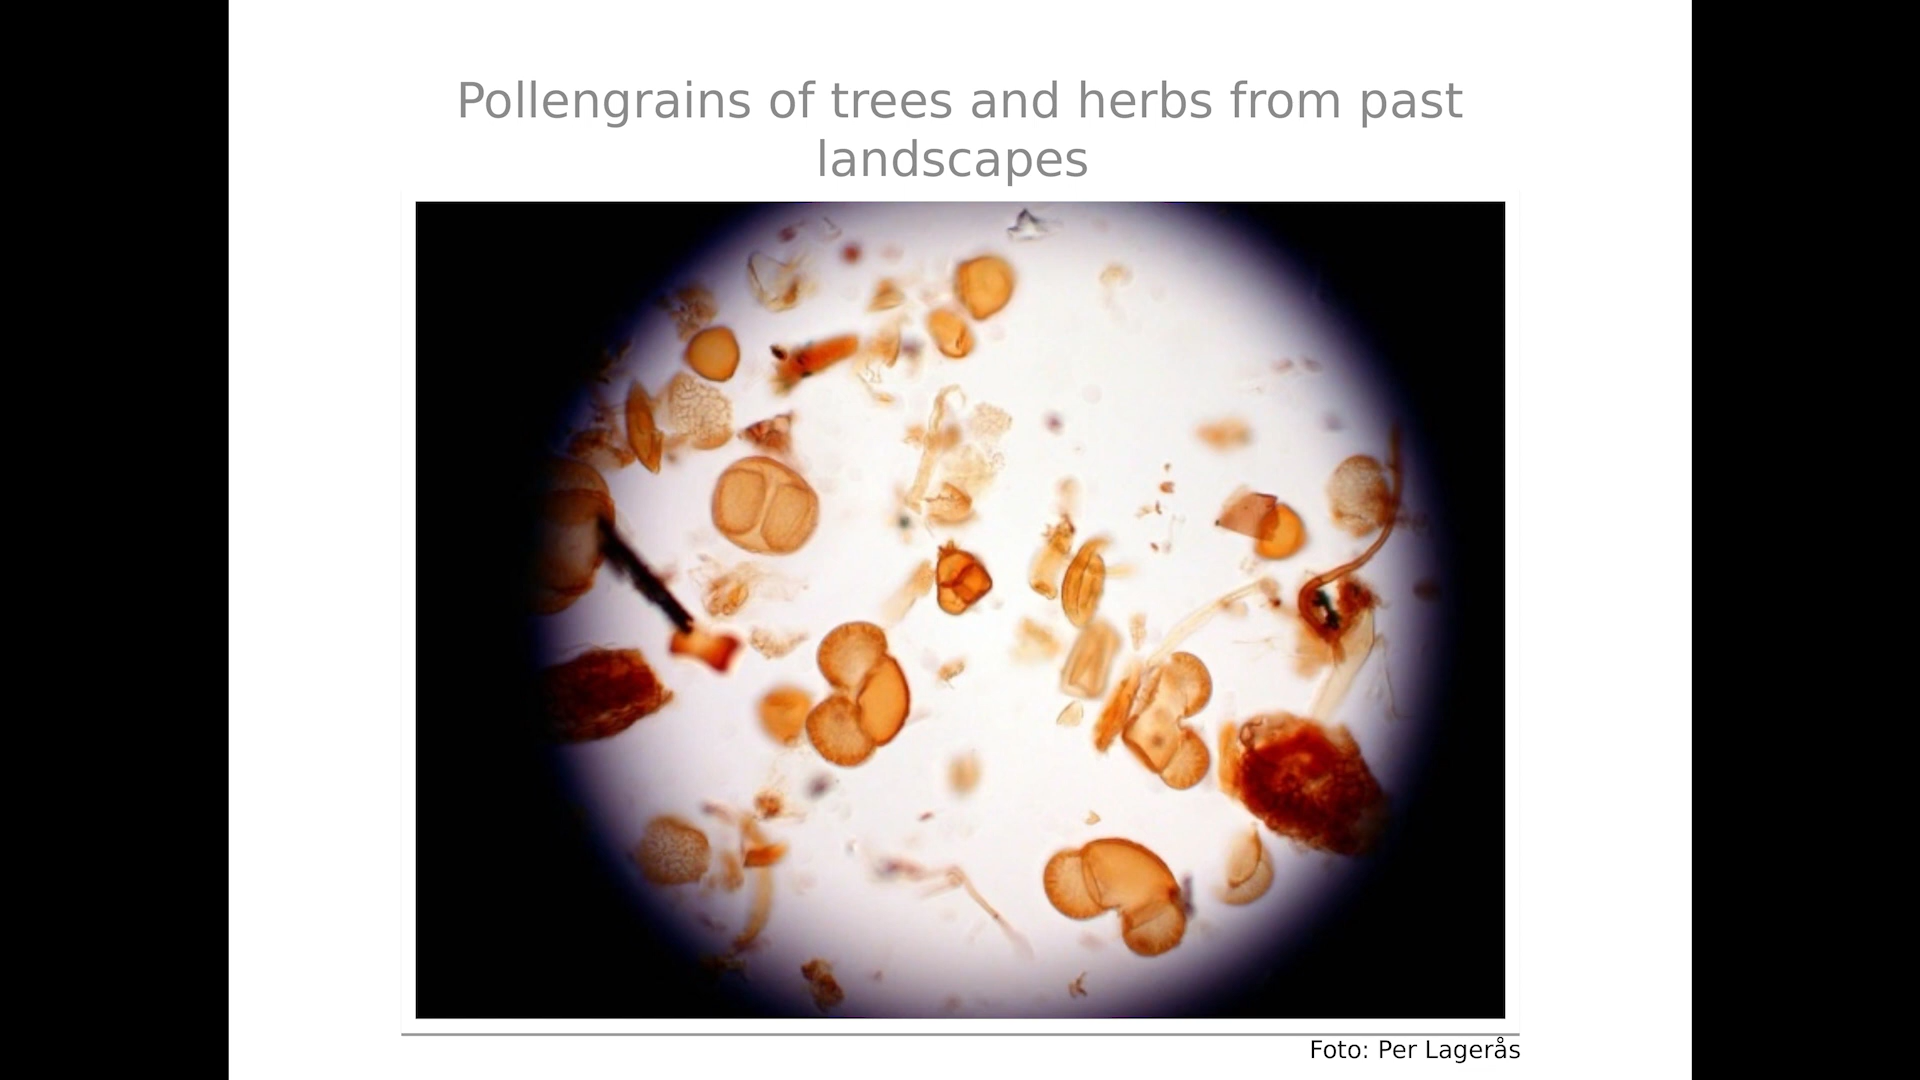 Pollengrains of trees and herbs from past
landscapes
Foto: Per Lagerås